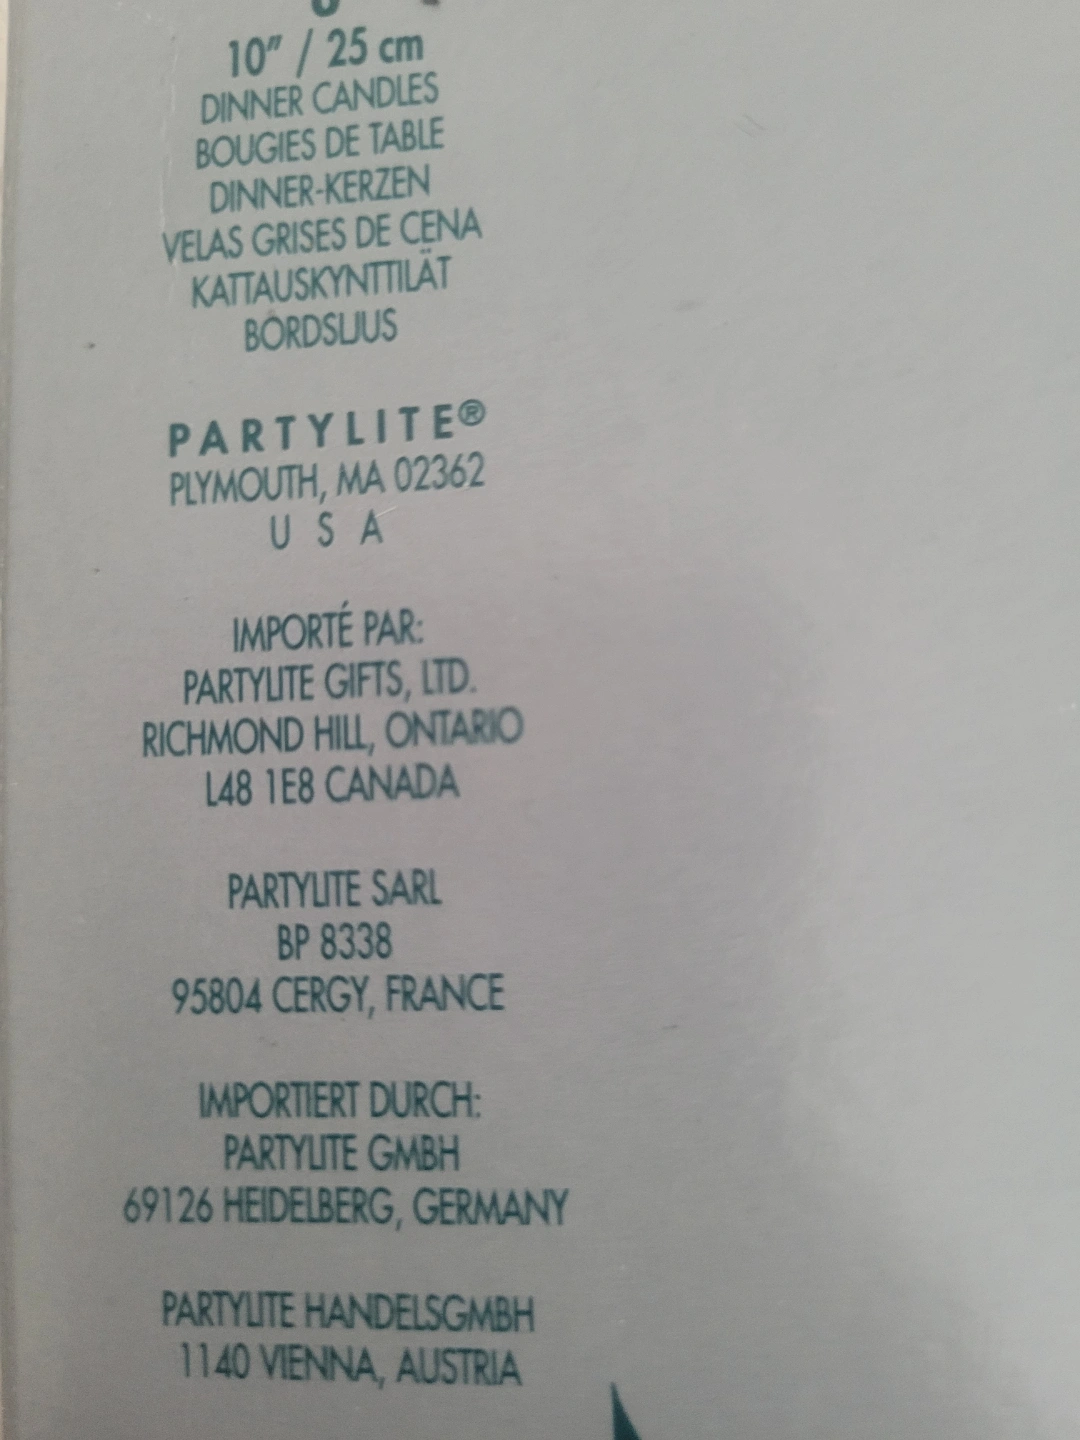 10" / 25 cm
DINNER CANDLES
BOUGIES DE TABLE
DINNER-KERZEN
VELAS GRISES DE CENA
KATTAUSKYNTTILÄT
BORDSLJUS
PARTYLITE®
PLYMOUTH, MA 02362
U S A
IMPORTÉ PAR:
PARTYLITE GIFTS, LTD.
RICHMOND HILL, ONTARIO
L48 1E8 CANADA
PARTYLITE SARL
BP 8338
95804 CERGY, FRANCE
IMPORTIERT DURCH:
PARTYLITE GMBH
69126 HEIDELBERG, GERMANY
PARTYLITE HANDELSGMBH
1140 VIENNA, AUSTRIA